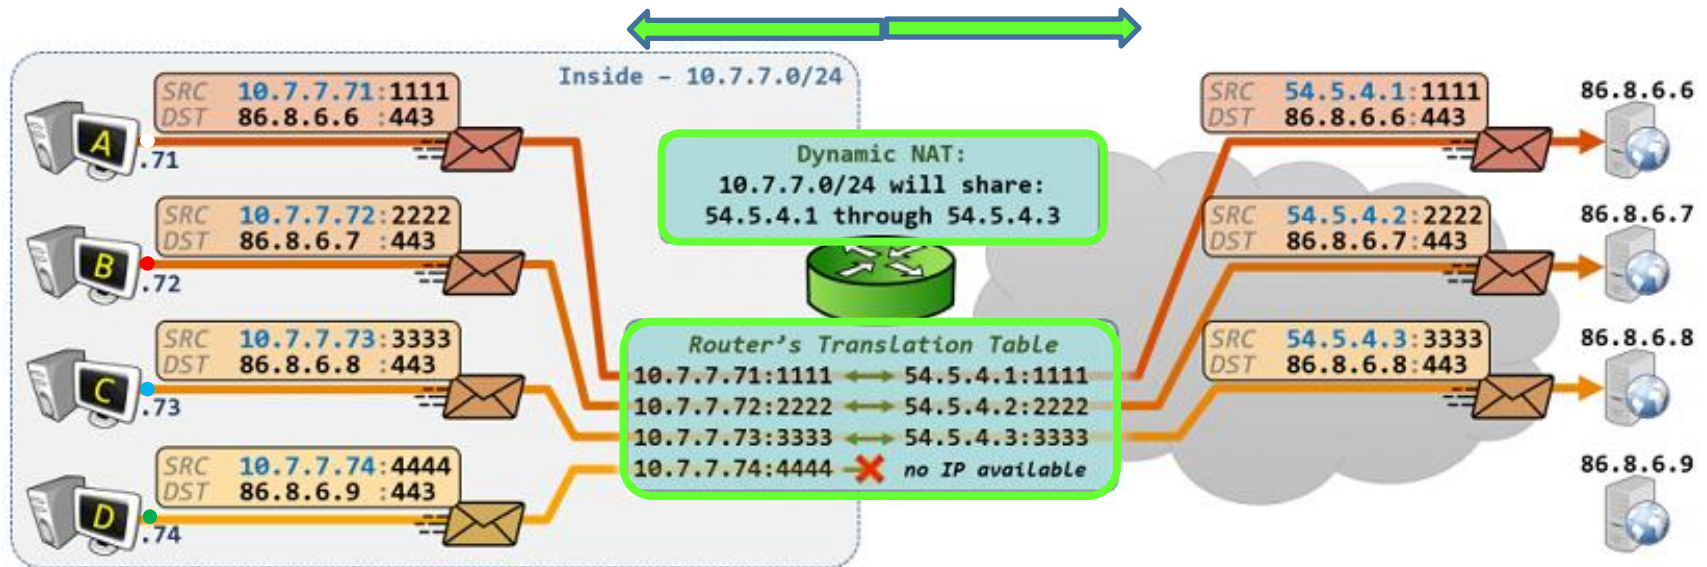 Inside – 10.7.7.0/24
A
.71
SRC 10.7.7.71:1111
DST 86.8.6.6 :443
B
.72
SRC 10.7.7.72:2222
DST 86.8.6.7 :443
C
.73
SRC 10.7.7.73:3333
DST 86.8.6.8 :443
D
.74
SRC 10.7.7.74:4444
DST 86.8.6.9 :443
Dynamic NAT:
10.7.7.0/24 will share:
54.5.4.1 through 54.5.4.3
Router's Translation Table
10.7.7.71:1111 54.5.4.1:1111
10.7.7.72:2222 54.5.4.2:2222
10.7.7.73:3333 54.5.4.3:3333
10.7.7.74:4444 no IP available
SRC 54.5.4.1:1111
DST 86.8.6.6:443
86.8.6.6
SRC 54.5.4.2:2222
DST 86.8.6.7:443
86.8.6.7
SRC 54.5.4.3:3333
DST 86.8.6.8:443
86.8.6.8
86.8.6.9